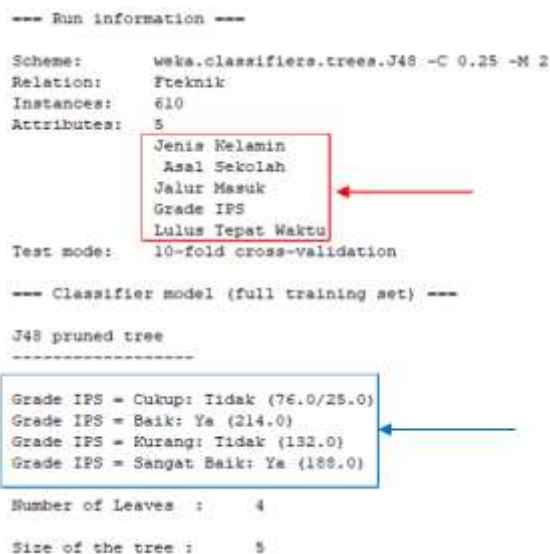 === Run information ===
Scheme: weka.classifiers.trees.J48 -C 0.25 -M 2
Relation: Fteknik
Instances: 610
Attributes: 5
Jenis Kelamin
Asal Sekolah
Jalur Masuk
Grade IPS
Lulus Tepat Waktu
Test mode: 10-fold cross-validation
=== Classifier model (full training set) ===
J48 pruned tree
------------------
Grade IPS = Cukup: Tidak (76.0/25.0)
Grade IPS = Baik: Ya (214.0)
Grade IPS = Kurang: Tidak (132.0)
Grade IPS = Sangat Baik: Ya (188.0)
Number of Leaves : 4
Size of the tree : 5